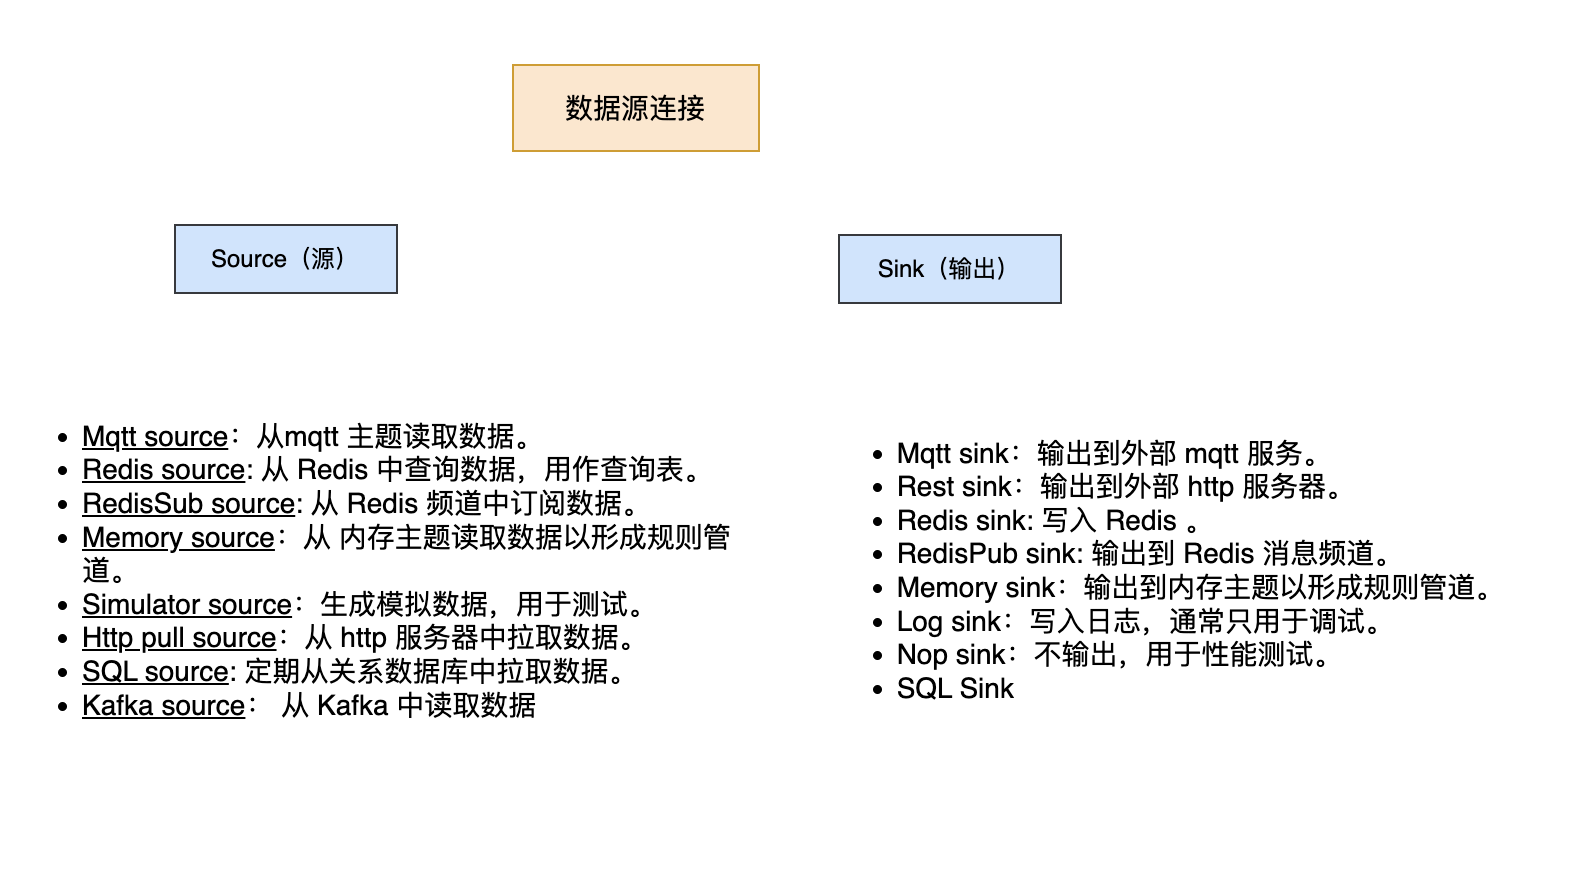 数据源连接
Source（源）
Sink（输出）
Mqtt source：从mqtt 主题读取数据。
Redis source: 从 Redis 中查询数据，用作查询表。
RedisSub source: 从 Redis 频道中订阅数据。
Memory source：从 内存主题读取数据以形成规则管
道。
Simulator source：生成模拟数据，用于测试。
Http pull source：从 http 服务器中拉取数据。
SQL source: 定期从关系数据库中拉取数据。
Kafka source： 从 Kafka 中读取数据
Mqtt sink：输出到外部 mqtt 服务。
Rest sink：输出到外部 http 服务器。
Redis sink: 写入 Redis 。
RedisPub sink: 输出到 Redis 消息频道。
Memory sink：输出到内存主题以形成规则管道。
Log sink：写入日志，通常只用于调试。
Nop sink：不输出，用于性能测试。
SQL Sink